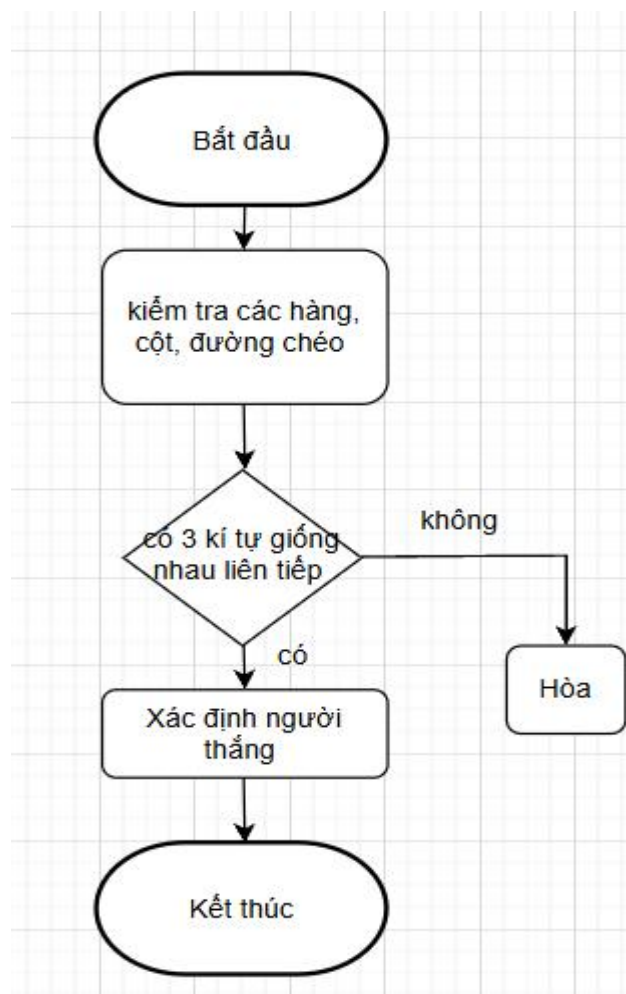 Bắt đầu
kiểm tra các hàng,
cột, đường chéo
có 3 kí tự giống
nhau liên tiếp
không
có
Hòa
Xác định người
thắng
Kết thúc